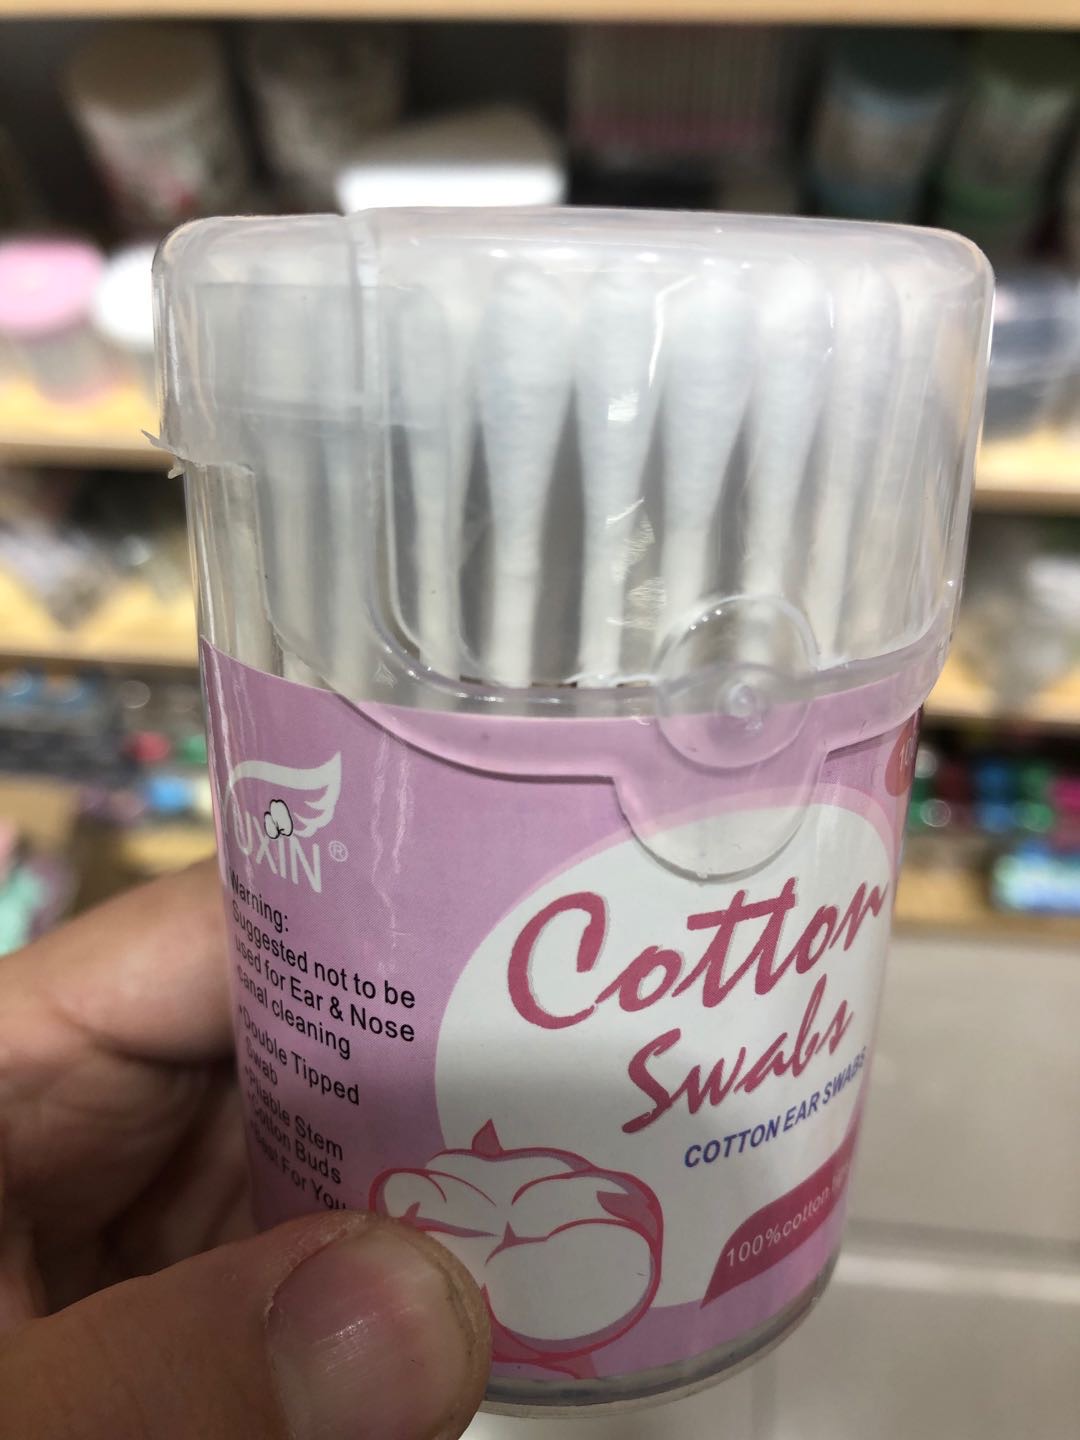 UXIN®
Warning:
Suggested not to be
used for Ear & Nose
canal cleaning
•Double Tipped
Swab
•Pliable Stem
•Cotton Buds
•Best For You
Cotton
Swabs
COTTON EAR SWABS
100%cotton